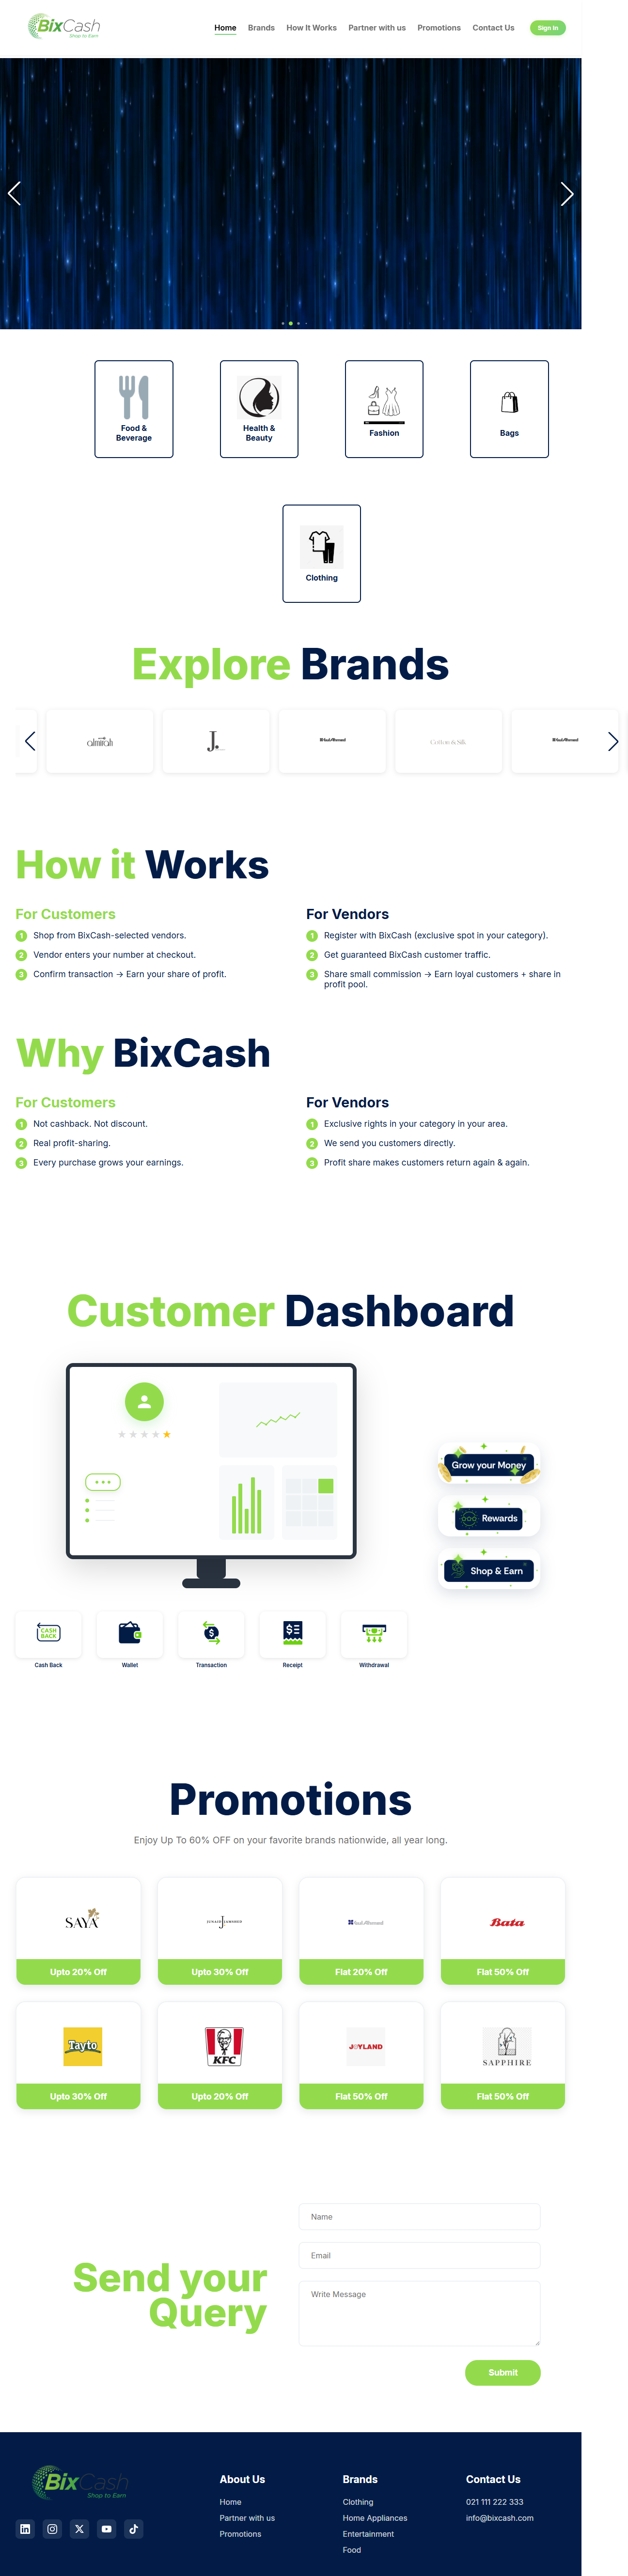 BixCash
Shop to Earn
Home
Brands
How It Works
Partner with us
Promotions
Contact Us
Sign In
Food &
Beverage
Health &
Beauty
Fashion
Bags
Clothing
Explore Brands
almirah
J.
Cotton & Silk
How it Works
For Customers
1 Shop from BixCash-selected vendors.
2 Vendor enters your number at checkout.
3 Confirm transaction → Earn your share of profit.
For Vendors
1 Register with BixCash (exclusive spot in your category).
2 Get guaranteed BixCash customer traffic.
3 Share small commission → Earn loyal customers + share in
profit pool.
Why BixCash
For Customers
1 Not cashback. Not discount.
2 Real profit-sharing.
3 Every purchase grows your earnings.
For Vendors
1 Exclusive rights in your category in your area.
2 We send you customers directly.
3 Profit share makes customers return again & again.
Customer Dashboard
Grow your Money
Rewards
Shop & Earn
CASH
BACK
Cash Back
Wallet
Transaction
Receipt
Withdrawal
Promotions
Enjoy Up To 60% OFF on your favorite brands nationwide, all year long.
SAYA
Upto 20% Off
JUNAID JAMSHED
Upto 30% Off
Flat 20% Off
Bata
Flat 50% Off
Tayto
Upto 30% Off
KFC
Upto 20% Off
JOYLAND
Flat 50% Off
SAPPHIRE
Flat 50% Off
Send your
Query
Name
Email
Write Message
Submit
BixCash
Shop to Earn
About Us
Home
Partner with us
Promotions
Brands
Clothing
Home Appliances
Entertainment
Food
Contact Us
021 111 222 333
info@bixcash.com